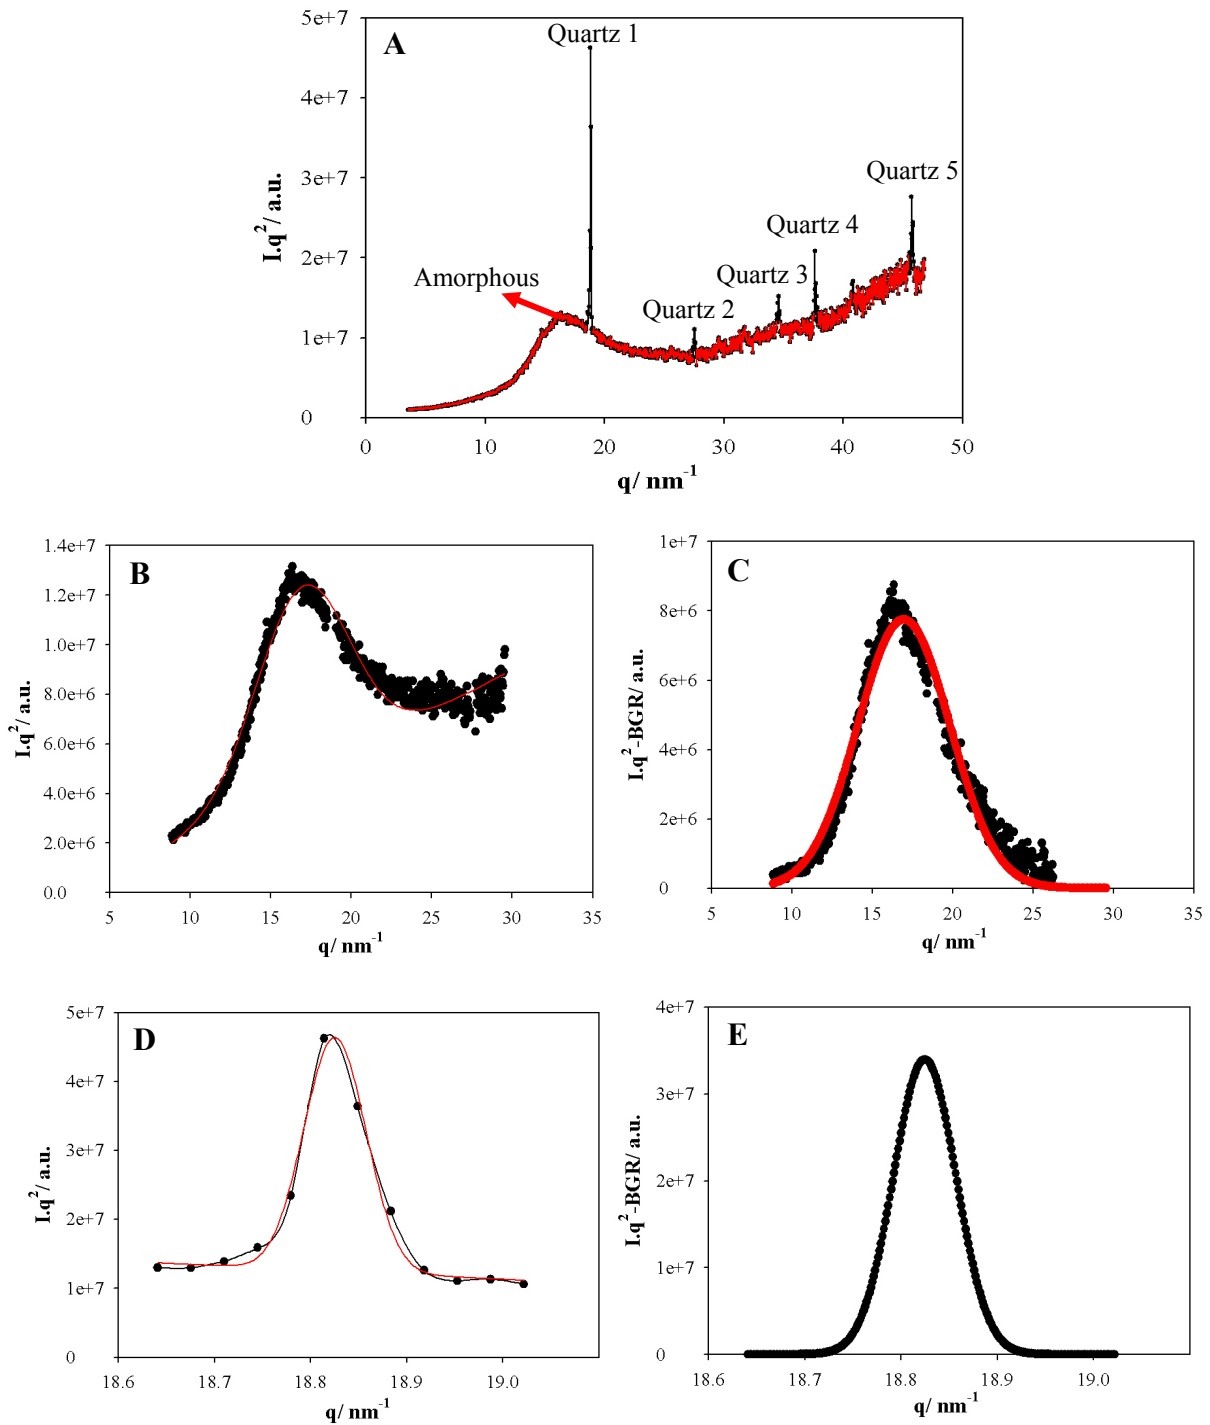 A
5e+7
4e+7
3e+7
2e+7
1e+7
0
I.q²/ a.u.
Quartz 1
Quartz 5
Quartz 4
Quartz 3
Amorphous
Quartz 2
0 10 20 30 40 50
q/ nm⁻¹
B
1.4e+7
1.2e+7
1.0e+7
8.0e+6
6.0e+6
4.0e+6
2.0e+6
0.0
I.q²/ a.u.
5 10 15 20 25 30 35
q/ nm⁻¹
C
1e+7
8e+6
6e+6
4e+6
2e+6
0
I.q²-BGR/ a.u.
5 10 15 20 25 30 35
q/ nm⁻¹
D
5e+7
4e+7
3e+7
2e+7
1e+7
0
I.q²/ a.u.
18.6 18.7 18.8 18.9 19.0
q/ nm⁻¹
E
4e+7
3e+7
2e+7
1e+7
0
I.q²-BGR/ a.u.
18.6 18.7 18.8 18.9 19.0
q/ nm⁻¹